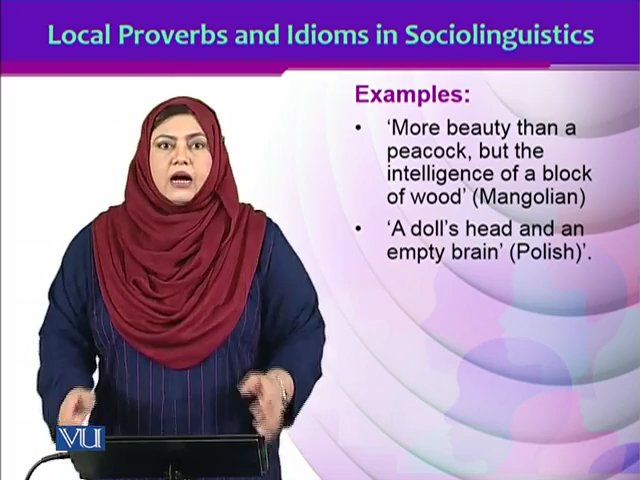 Local Proverbs and Idioms in Sociolinguistics
Examples:
• ‘More beauty than a
peacock, but the
intelligence of a block
of wood’ (Mangolian)
• ‘A doll’s head and an
empty brain’ (Polish)’.
VU